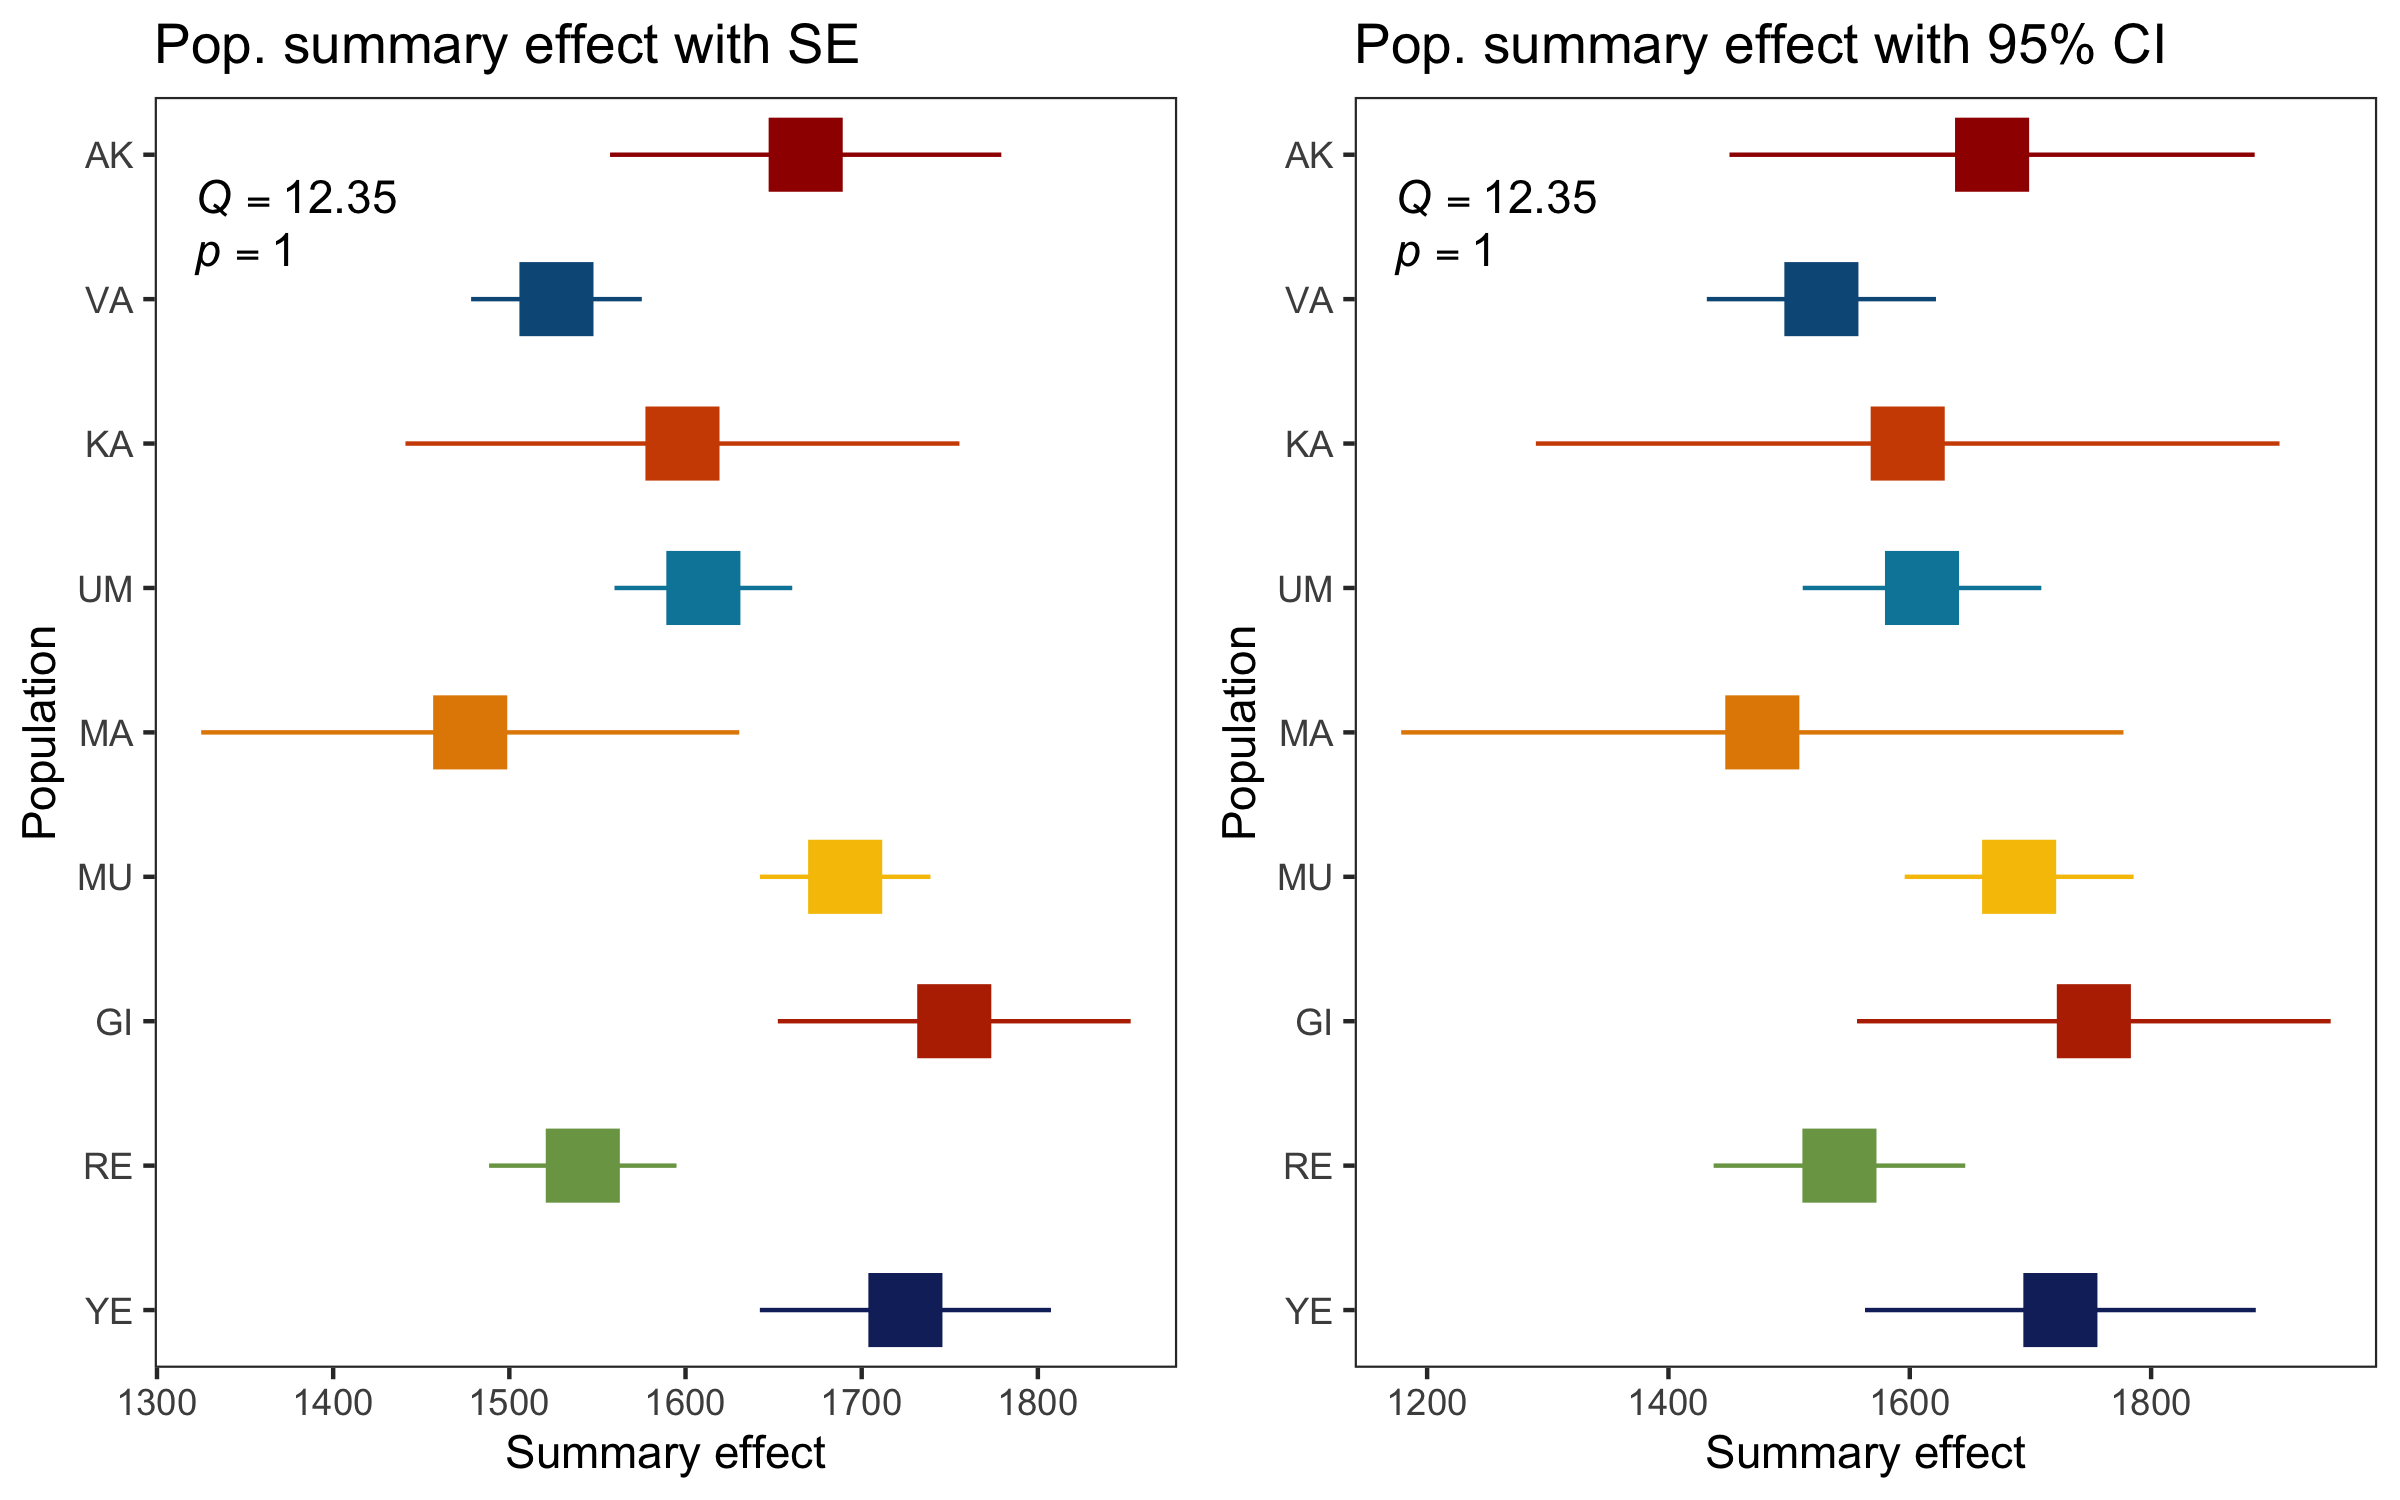 Pop. summary effect with SE
Q = 12.35
p = 1
Population
AK
VA
KA
UM
MA
MU
GI
RE
YE
1300 1400 1500 1600 1700 1800
Summary effect
Pop. summary effect with 95% CI
Q = 12.35
p = 1
Population
AK
VA
KA
UM
MA
MU
GI
RE
YE
1200 1400 1600 1800
Summary effect